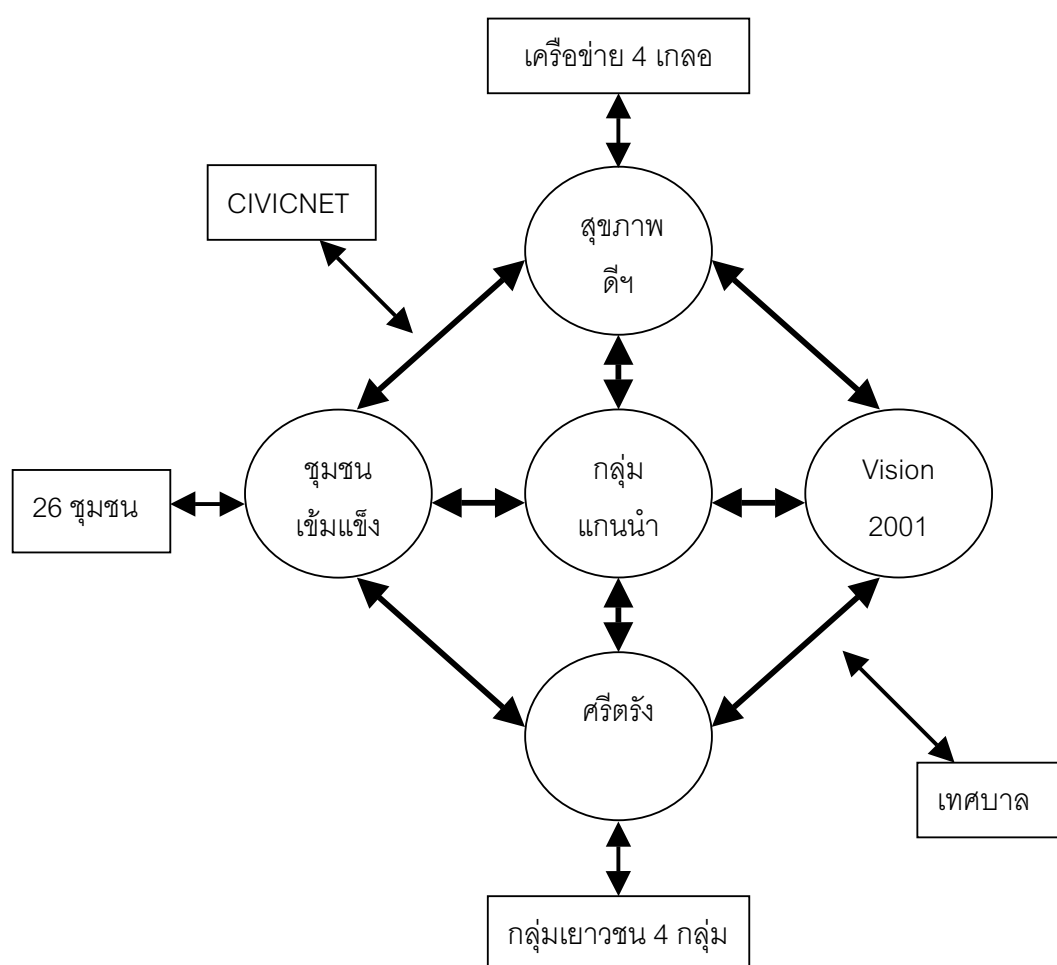 เครือข่าย 4 เกลอ
CIVICNET
สุขภาพ
ดีฯ
ชุมชน
เข้มแข็ง
กลุ่ม
แกนนำ
Vision
2001
26 ชุมชน
ศรีตรัง
เทศบาล
กลุ่มเยาวชน 4 กลุ่ม